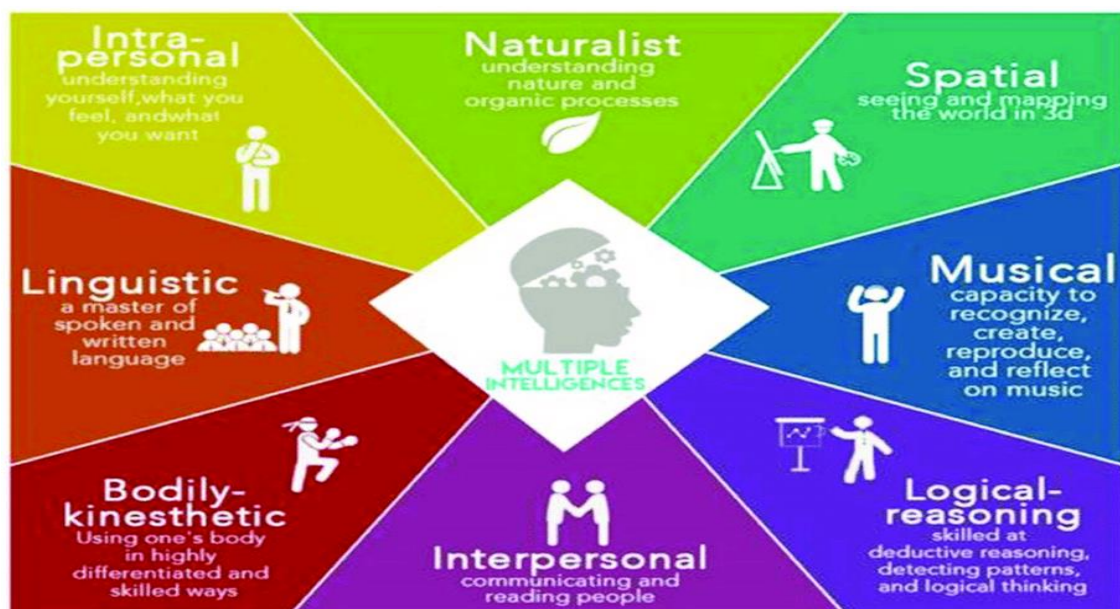 Intra-
personal
understanding
yourself,what you
feel, andwhat
you want
Naturalist
understanding
nature and
organic processes
Spatial
seeing and mapping
the world in 3d
Linguistic
a master of
spoken and
written
language
MULTIPLE
INTELLIGENCES
Musical
capacity to
recognize,
create,
reproduce,
and reflect
on music
Bodily-
kinesthetic
Using one's body
in highly
differentiated and
skilled ways
Interpersonal
communicating and
reading people
Logical-
reasoning
skilled at
deductive reasoning,
detecting patterns,
and logical thinking